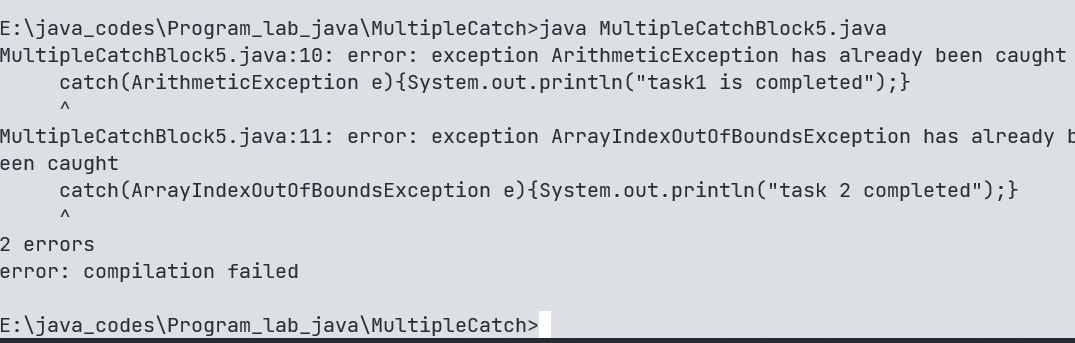 E:\java_codes\Program_lab_java\MultipleCatch>java MultipleCatchBlock5.java
MultipleCatchBlock5.java:10: error: exception ArithmeticException has already been caught
     catch(ArithmeticException e){System.out.println("task1 is completed");}
     ^
MultipleCatchBlock5.java:11: error: exception ArrayIndexOutOfBoundsException has already b
een caught
     catch(ArrayIndexOutOfBoundsException e){System.out.println("task 2 completed");}
     ^
2 errors
error: compilation failed
E:\java_codes\Program_lab_java\MultipleCatch>